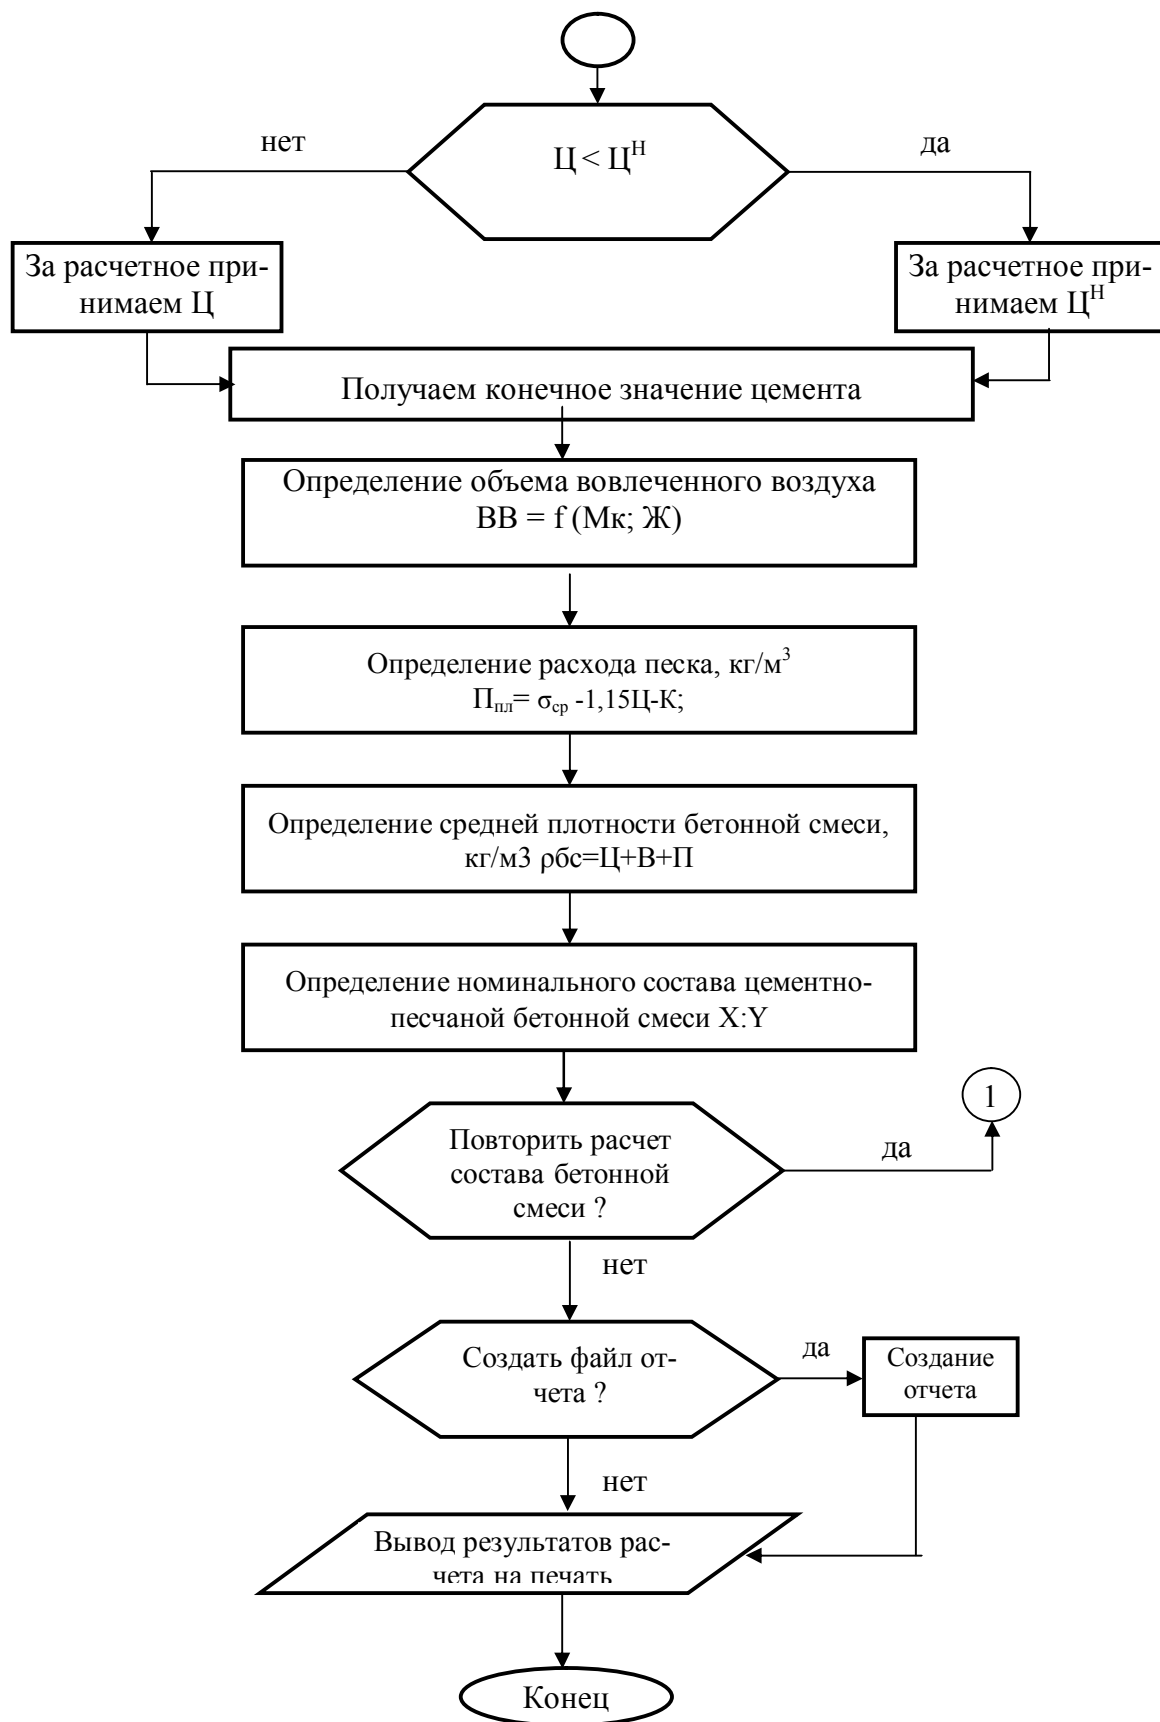 нет
Ц < Ц^Н
да
За расчетное при-
нимаем Ц
За расчетное при-
нимаем Ц^Н
Получаем конечное значение цемента
Определение объема вовлеченного воздуха
ВВ = f (Мк; Ж)
Определение расхода песка, кг/м³
Ппл= σср -1,15Ц-К;
Определение средней плотности бетонной смеси,
кг/м3 ρбс=Ц+В+П
Определение номинального состава цементно-
песчаной бетонной смеси X:Y
1
Повторить расчет
состава бетонной
смеси ?
да
нет
Создать файл от-
чета ?
да
Создание
отчета
нет
Вывод результатов рас-
чета на печать
Конец